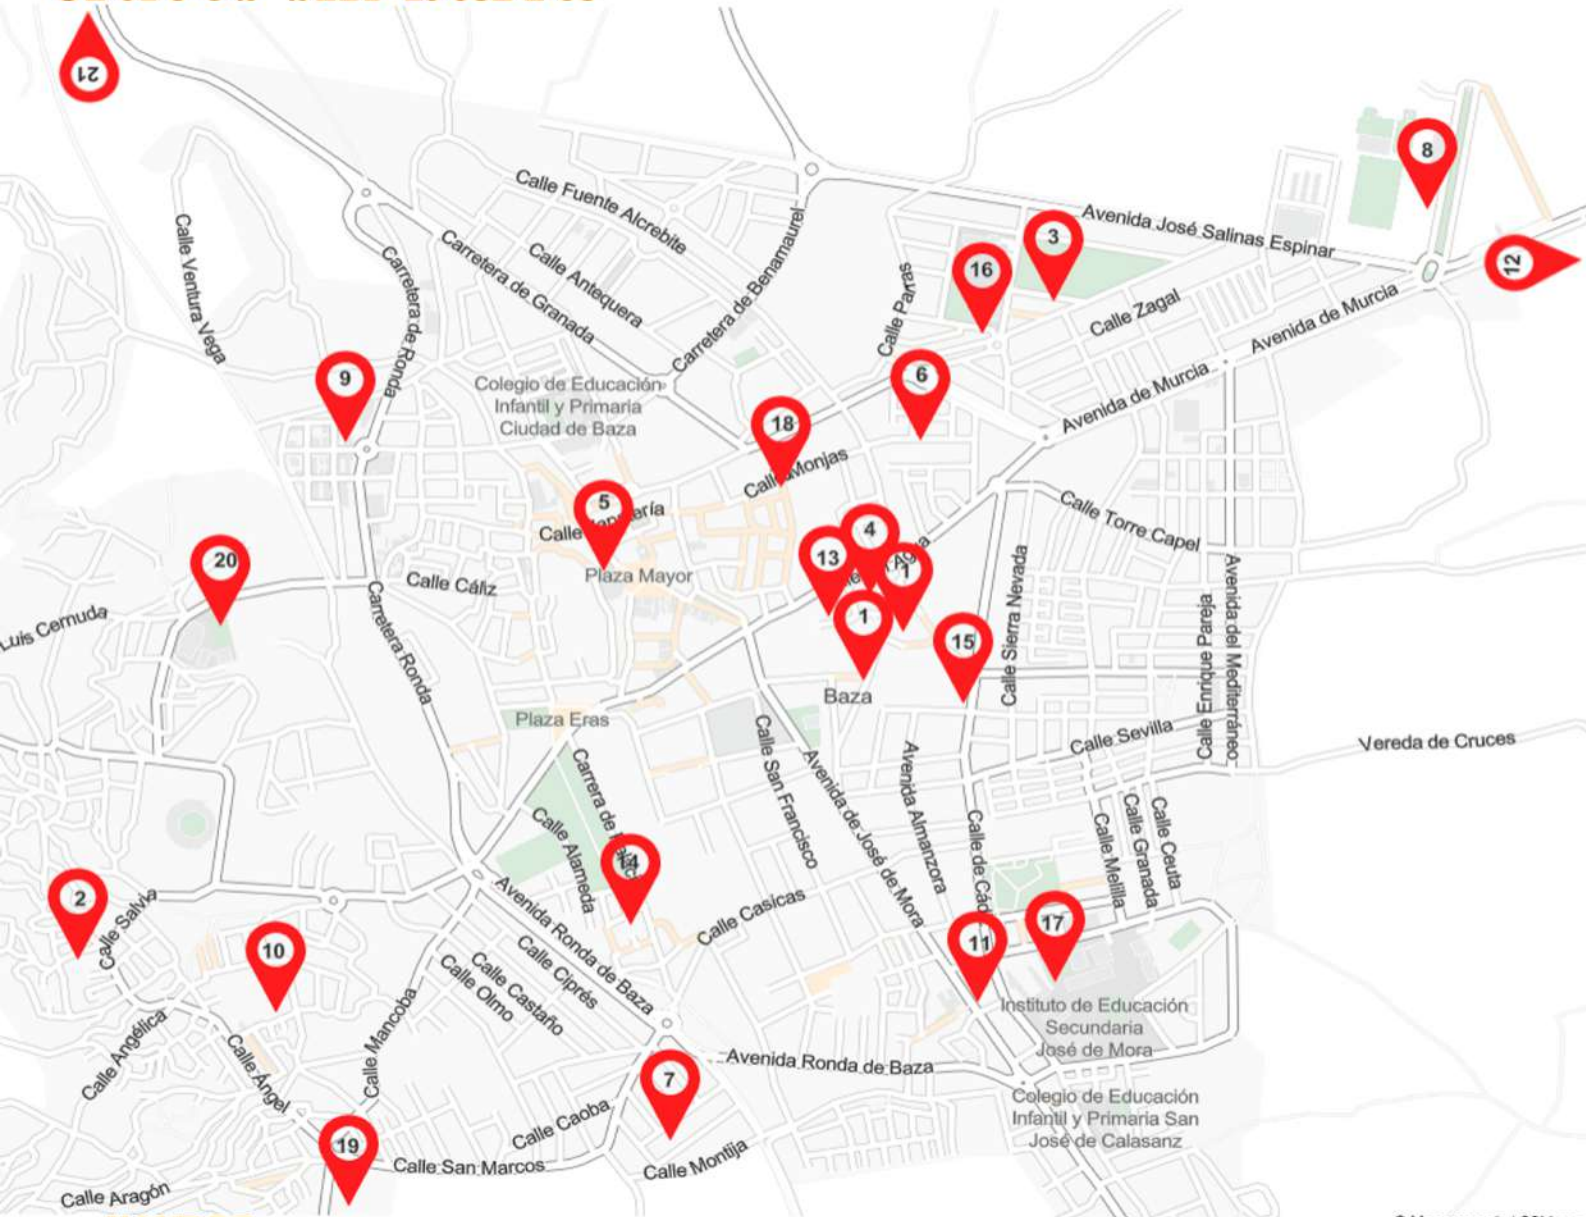 21
8
Calle Fuente Alcrebite
Avenida José Salinas Espinar
3
12
Calle Ventura Vega
Carretera de Ronda
Carretera de Granada
Calle Antequera
Carretera de Benamaurel
Calle Parras
16
Calle Zagal
Avenida de Murcia
9
Colegio de Educación
Infantil y Primaria
Ciudad de Baza
6
Avenida de Murcia
18
Calle Monjas
5
Calle
Calle Torre Capel
4
13
1
20
Plaza Mayor
Calle Cáliz
Luis Cernuda
Carretera Ronda
1
15
Calle Sierra Nevada
Calle Enrique Pareja
Avenida del Mediterráneo
Baza
Plaza Eras
Calle San Francisco
Calle Sevilla
Vereda de Cruces
Carrera de
Calle Alameda
14
Avenida de José de Mora
Avenida Almanzora
Calle de
Calle Melilla
Calle Granada
Calle Ceuta
2
Calle Salvia
10
Avenida Ronda de Baza
Calle Casicas
11
17
Calle Ciprés
Calle Castaño
Calle Olmo
Calle Mancoba
Calle Angélica
Calle Ángel
Instituto de Educación
Secundaria
José de Mora
Avenida Ronda de Baza
7
Colegio de Educación
Infantil y Primaria San
José de Calasanz
Calle Caoba
19
Calle San Marcos
Calle Montija
Calle Aragón